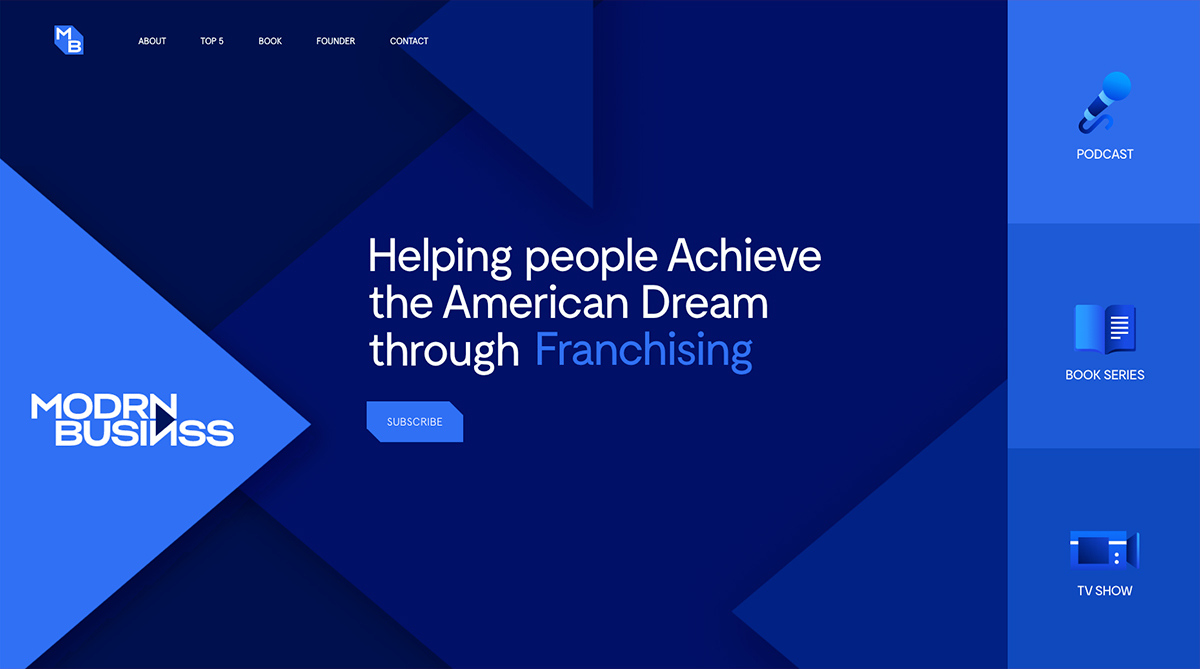 M
B
ABOUT
TOP 5
BOOK
FOUNDER
CONTACT
PODCAST
Helping people Achieve
the American Dream
through Franchising
SUBSCRIBE
MODRN
BUSINSS
BOOK SERIES
TV SHOW